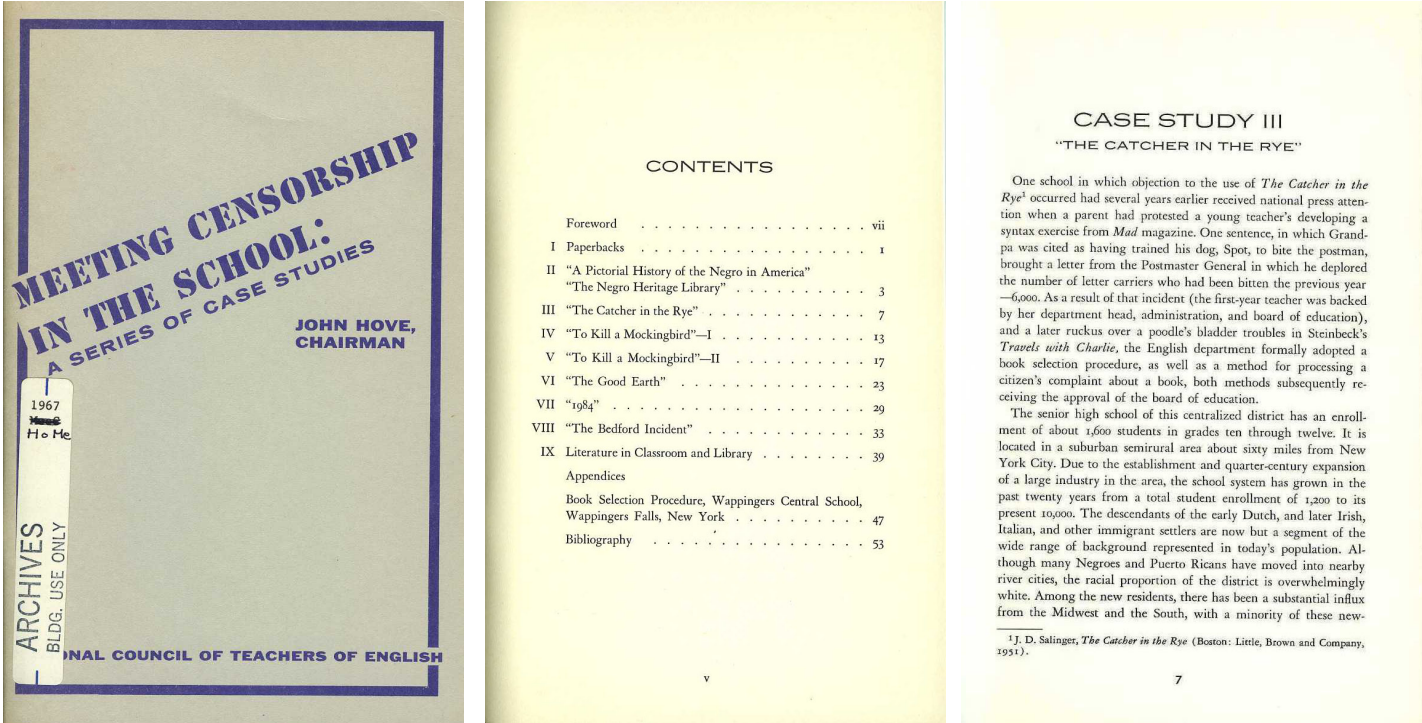 MEETING CENSORSHIP
IN THE SCHOOL:
A SERIES OF CASE STUDIES
JOHN HOVE,
CHAIRMAN
1967
HoMe
ARCHIVES
BLDG. USE ONLY
ONAL COUNCIL OF TEACHERS OF ENGLISH
CONTENTS
Foreword . . . . . . . . . . . . . . . . . vii
I Paperbacks . . . . . . . . . . . . . . . . 1
II “A Pictorial History of the Negro in America”
“The Negro Heritage Library” . . . . . . . . . . 3
III “The Catcher in the Rye” . . . . . . . . . . . . 7
IV “To Kill a Mockingbird”—I . . . . . . . . . . . 13
V “To Kill a Mockingbird”—II . . . . . . . . . . 17
VI “The Good Earth” . . . . . . . . . . . . . 23
VII “1984” . . . . . . . . . . . . . . . . . 29
VIII “The Bedford Incident” . . . . . . . . . . . . 33
IX Literature in Classroom and Library . . . . . . . . 39
Appendices
Book Selection Procedure, Wappingers Central School,
Wappingers Falls, New York . . . . . . . . . . 47
Bibliography . . . . . . . . . . . . . . . 53
v
CASE STUDY III
“THE CATCHER IN THE RYE”
One school in which objection to the use of The Catcher in the
Rye¹ occurred had several years earlier received national press atten-
tion when a parent had protested a young teacher’s developing a
syntax exercise from Mad magazine. One sentence, in which Grand-
pa was cited as having trained his dog, Spot, to bite the postman,
brought a letter from the Postmaster General in which he deplored
the number of letter carriers who had been bitten the previous year
—6,000. As a result of that incident (the first-year teacher was backed
by her department head, administration, and board of education),
and a later ruckus over a poodle’s bladder troubles in Steinbeck’s
Travels with Charlie, the English department formally adopted a
book selection procedure, as well as a method for processing a
citizen’s complaint about a book, both methods subsequently re-
ceiving the approval of the board of education.
The senior high school of this centralized district has an enroll-
ment of about 1,600 students in grades ten through twelve. It is
located in a suburban semirural area about sixty miles from New
York City. Due to the establishment and quarter-century expansion
of a large industry in the area, the school system has grown in the
past twenty years from a total student enrollment of 1,200 to its
present 10,000. The descendants of the early Dutch, and later Irish,
Italian, and other immigrant settlers are now but a segment of the
wide range of background represented in today’s population. Al-
though many Negroes and Puerto Ricans have moved into nearby
river cities, the racial proportion of the district is overwhelmingly
white. Among the new residents, there has been a substantial influx
from the Midwest and the South, with a minority of these new-
¹ J. D. Salinger, The Catcher in the Rye (Boston: Little, Brown and Company,
1951).
7